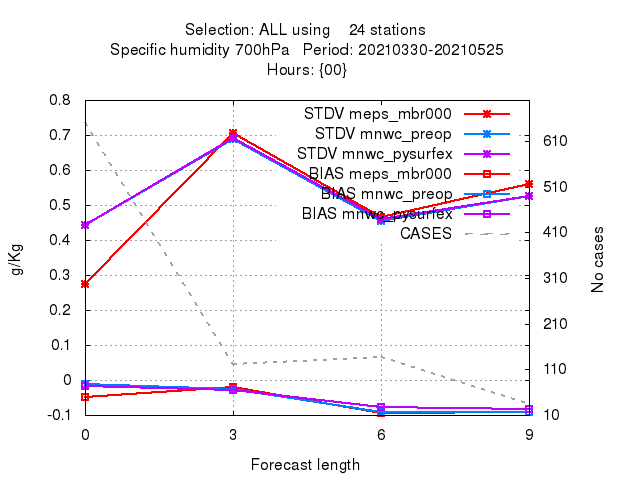 Selection: ALL using    24 stations
Specific humidity 700hPa   Period: 20210330-20210525
Hours: {00}
0.8
0.7
0.6
0.5
0.4
0.3
0.2
0.1
0
-0.1
g/Kg
STDV meps_mbr000
STDV mnwc_preop
STDV mnwc_pysurfex
BIAS meps_mbr000
BIAS mnwc_preop
BIAS mnwc_pysurfex
CASES
610
510
410
310
210
110
10
No cases
0 3 6 9
Forecast length